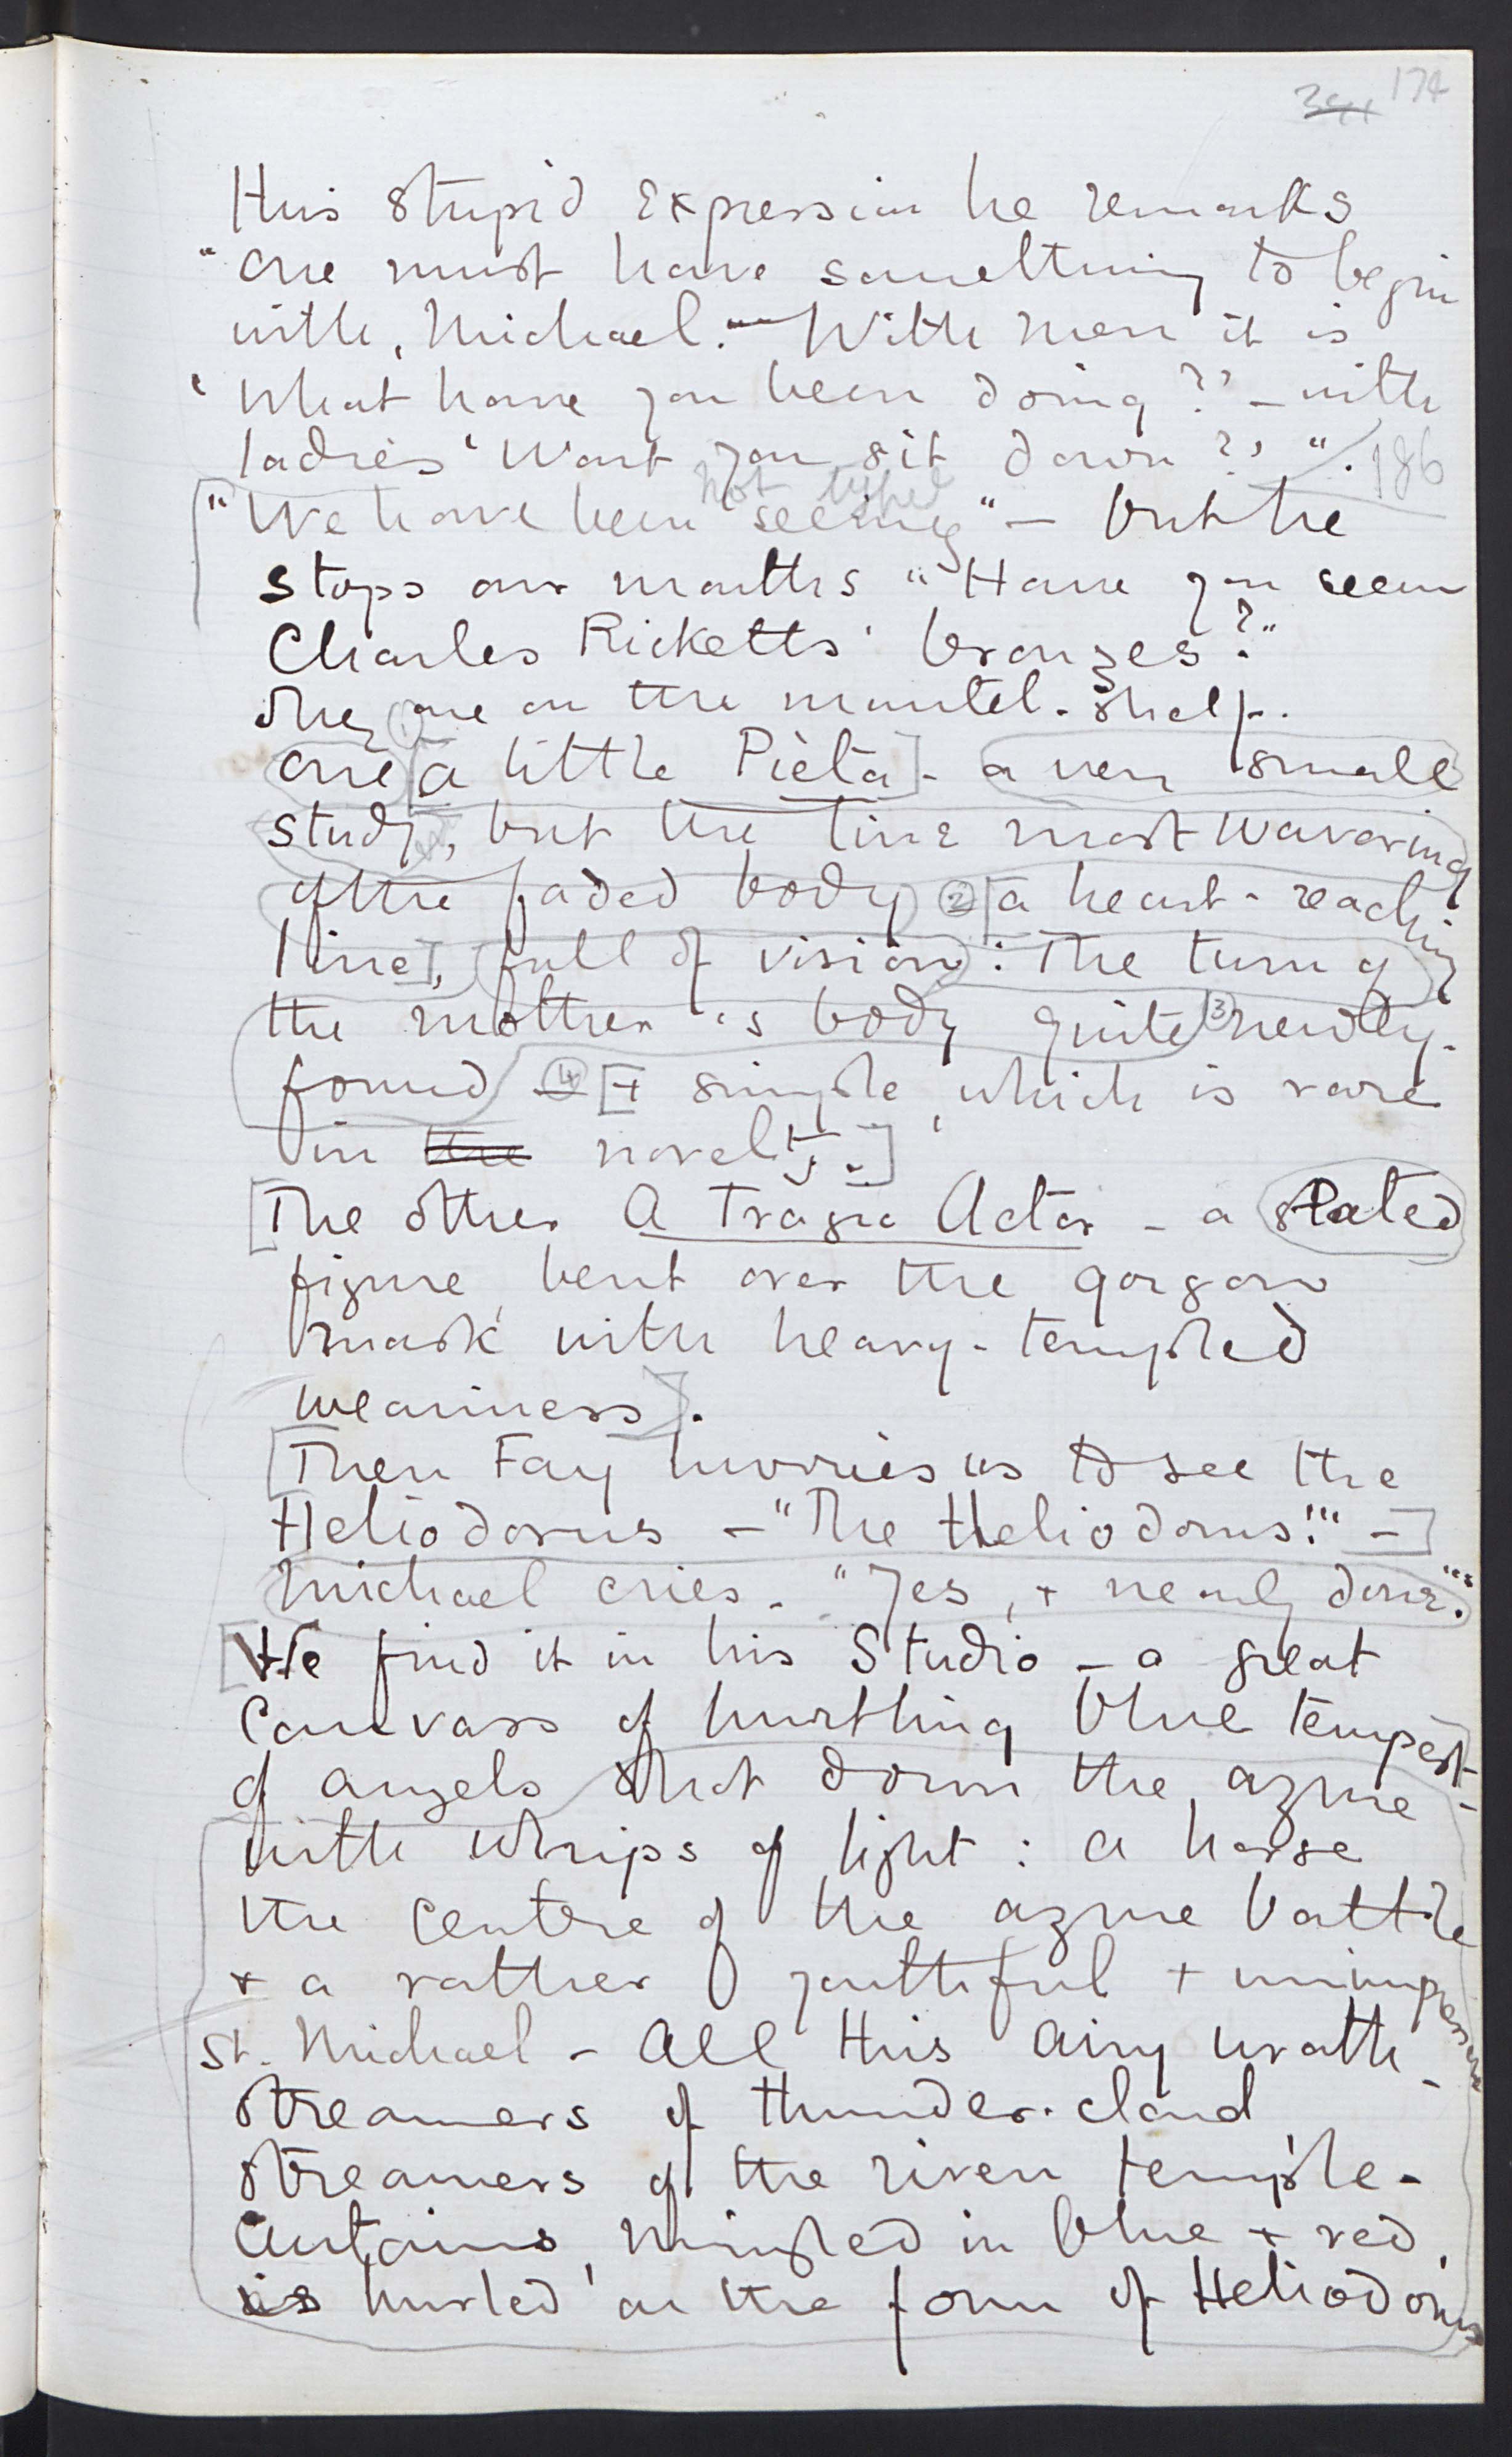 174
this stupid expression he remarks
"One must have something to begin
with, Michael."— With men it is
'What have you been doing?' – with
ladies 'Wont you sit down?'".
186
not typed
"We have been seeing" — but he
stops our mouths "Have you seen
Charles Ricketts' bronzes?"
They are on the mantel-shelf.
(1)
One [a little Pièta] - a very small
study, but the line most wavering
of the faded body (2) [a heart-reaching
line], full of vision: The turn of
the mother's body quite (3) newly-
found (4) [+ simple, which is rare
in the novelty.]
[The other A Tragic Actor - a seated
figure, bent over the gorgon
mask with heavy-templed
weariness].
[Then Fay hurries us to see the
Heliodorus — "The Heliodorus!" –]
Michael cries. "Yes, + nearly done."
[We find it in his Studio – a great
Canvass of hurtling blue tempest -
of angels shot down the azure -
with whips of light: a horse
the centre of the azure battle
+ a rather youthful + unimpressive
St. Michael – All this airy wrath -
streamers of thunder-cloud,
streamers of the riven temple-
curtains, mingled in blue + red,
is hurled on the form of Heliodorus